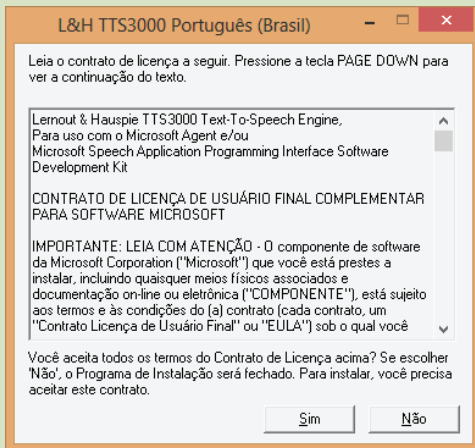 L&H TTS3000 Português (Brasil)
Leia o contrato de licença a seguir. Pressione a tecla PAGE DOWN para
ver a continuação do texto.
Lernout & Hauspie TTS3000 Text-To-Speech Engine,
Para uso com o Microsoft Agent e/ou
Microsoft Speech Application Programming Interface Software
Development Kit
CONTRATO DE LICENÇA DE USUÁRIO FINAL COMPLEMENTAR
PARA SOFTWARE MICROSOFT
IMPORTANTE: LEIA COM ATENÇÃO - O componente de software
da Microsoft Corporation ("Microsoft") que você está prestes a
instalar, incluindo quaisquer meios físicos associados e
documentação on-line ou eletrônica ("COMPONENTE"), está sujeito
aos termos e às condições do (a) contrato (cada contrato, um
"Contrato Licença de Usuário Final" ou "EULA") sob o qual você
Você aceita todos os termos do Contrato de Licença acima? Se escolher
'Não', o Programa de Instalação será fechado. Para instalar, você precisa
aceitar este contrato.
Sim Não